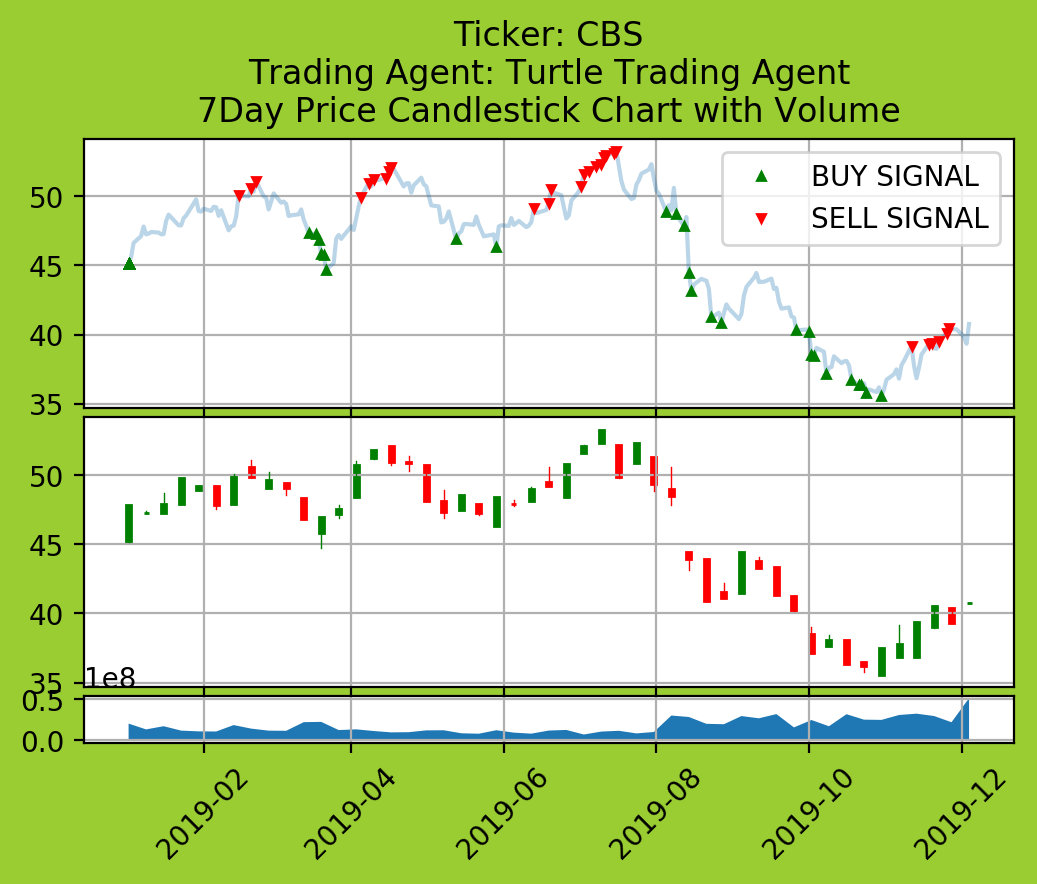 Ticker: CBS
Trading Agent: Turtle Trading Agent
7Day Price Candlestick Chart with Volume
BUY SIGNAL
SELL SIGNAL
50
45
40
35
50
45
40
35
1e8
0.5
0.0
2019-02
2019-04
2019-06
2019-08
2019-10
2019-12